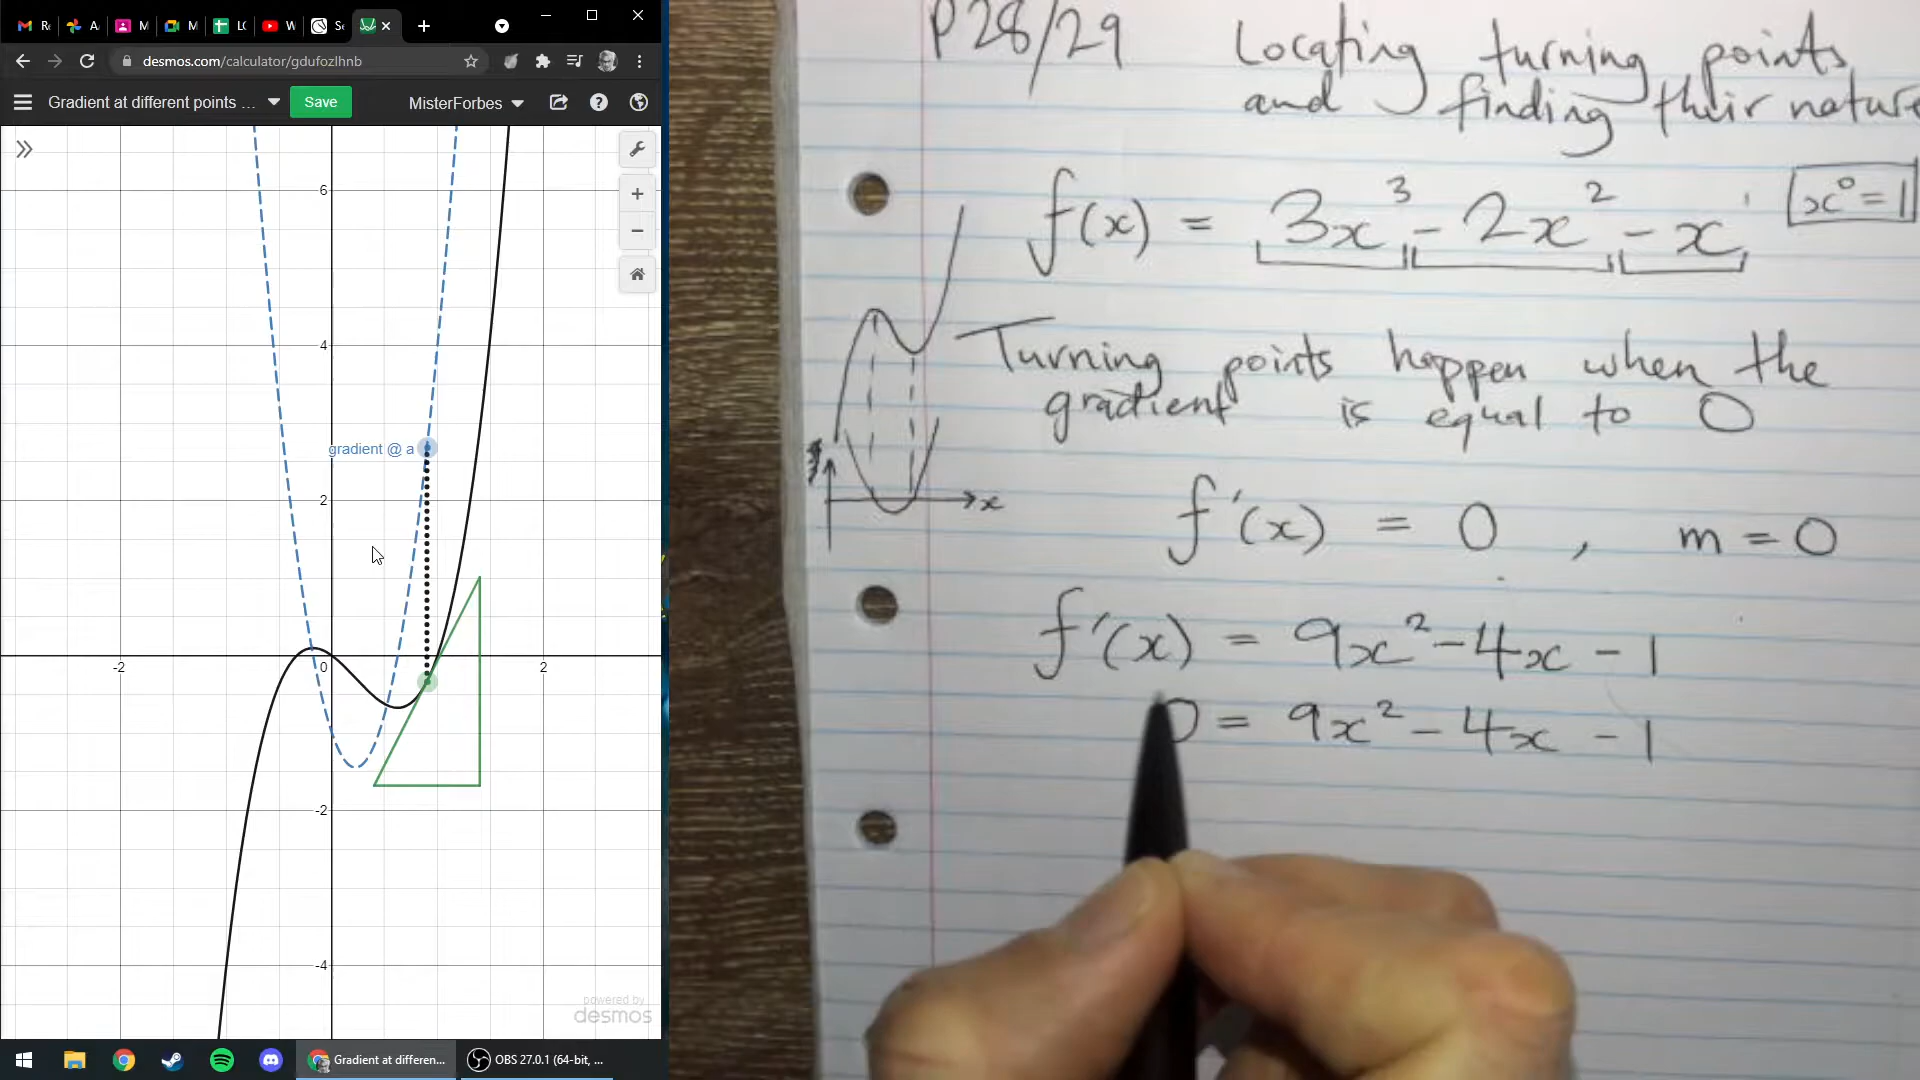 desmos.com/calculator/gdufozlhnb
Gradient at different points ...
Save
MisterForbes
6
4
gradient @ a
2
-2
0
2
-2
-4
powered by
desmos
Gradient at differen...
OBS 27.0.1 (64-bit, ...
P28/29
Locating turning points
and finding their nature
f(x) = 3x³ - 2x² - x¹
x⁰ = 1
Turning points happen when the
gradient is equal to 0
x
f'(x) = 0 , m = 0
f'(x) = 9x² - 4x - 1
0 = 9x² - 4x - 1